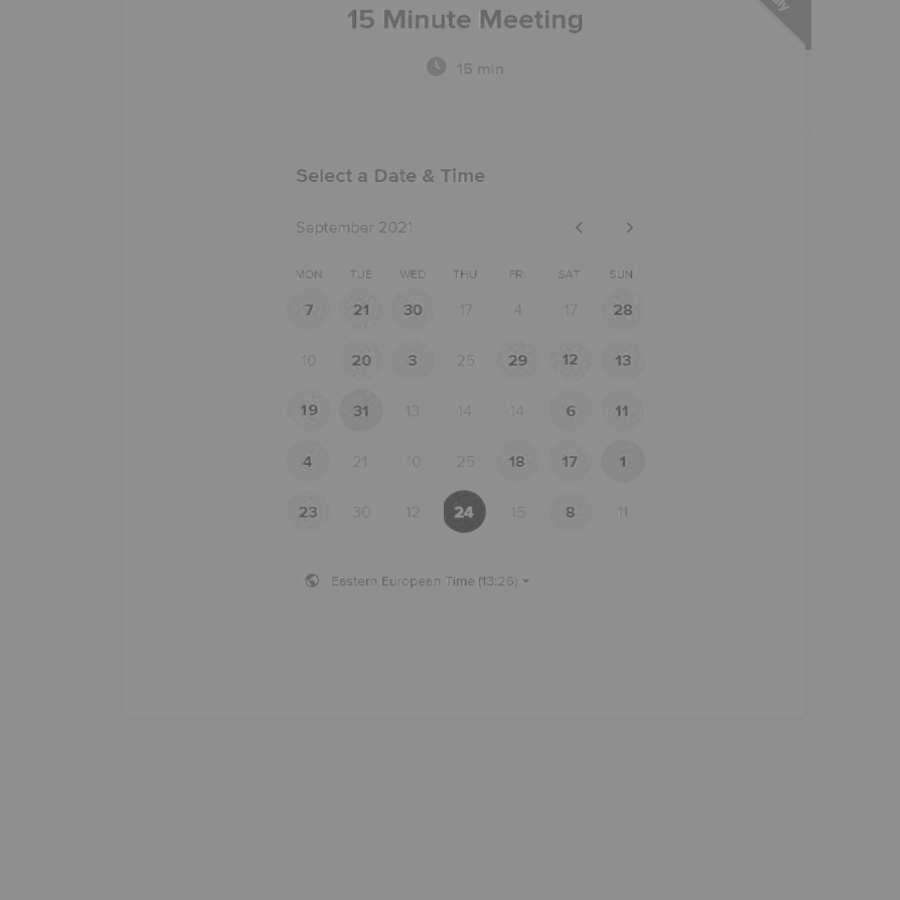 ly
15 Minute Meeting
15 min
Select a Date & Time
September 2021
MON TUE WED THU FRI SAT SUN
7 21 30 17 4 17 28
10 20 3 25 29 12 13
19 31 13 14 14 6 11
4 21 10 25 18 17 1
23 30 12 24 15 8 11
Eastern European Time (13:26)